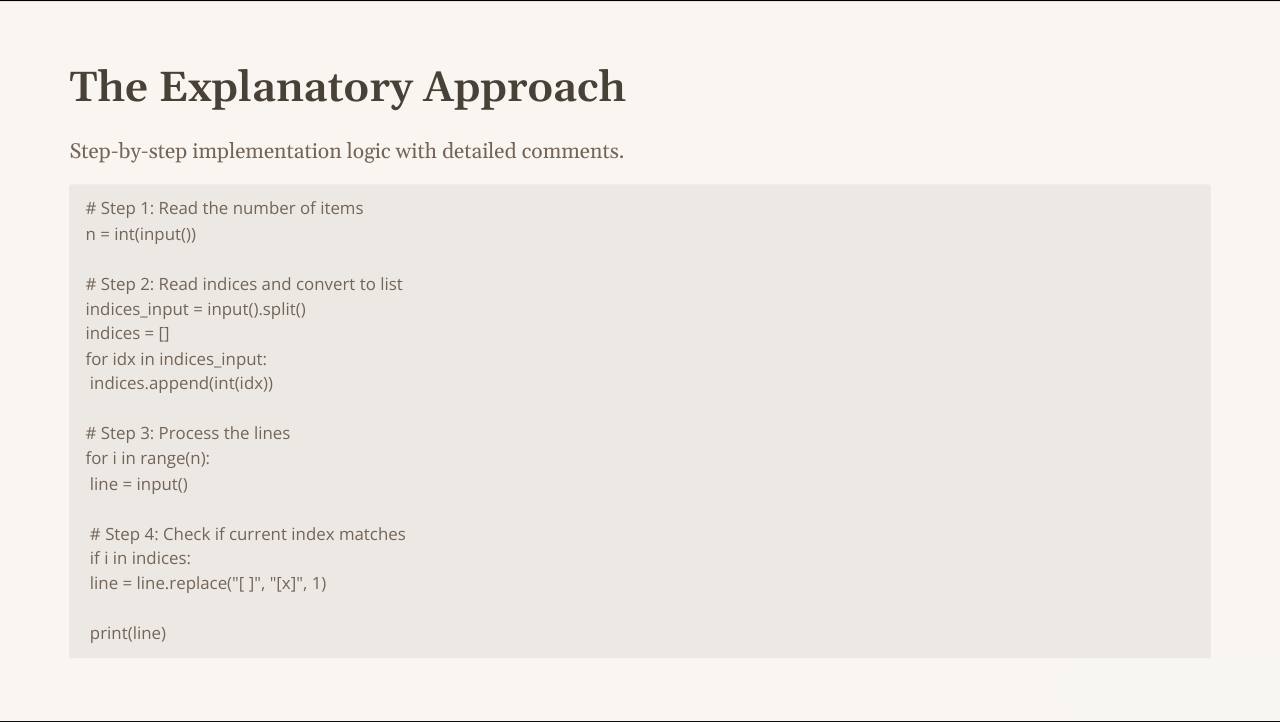 The Explanatory Approach
Step-by-step implementation logic with detailed comments.
# Step 1: Read the number of items
n = int(input())
# Step 2: Read indices and convert to list
indices_input = input().split()
indices = []
for idx in indices_input:
 indices.append(int(idx))
# Step 3: Process the lines
for i in range(n):
 line = input()
 # Step 4: Check if current index matches
 if i in indices:
 line = line.replace("[ ]", "[x]", 1)
 print(line)